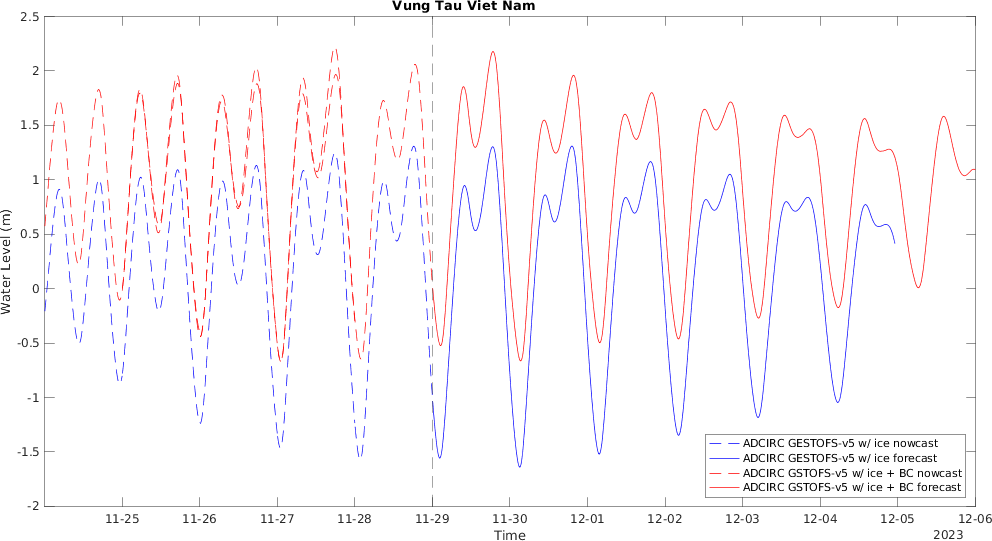 Vung Tau Viet Nam
2.5
2
1.5
1
0.5
0
-0.5
-1
-1.5
-2
Water Level (m)
11-25 11-26 11-27 11-28 11-29 11-30 12-01 12-02 12-03 12-04 12-05 12-06
Time
2023
ADCIRC GESTOFS-v5 w/ ice nowcast
ADCIRC GESTOFS-v5 w/ ice forecast
ADCIRC GSTOFS-v5 w/ ice + BC nowcast
ADCIRC GSTOFS-v5 w/ ice + BC forecast